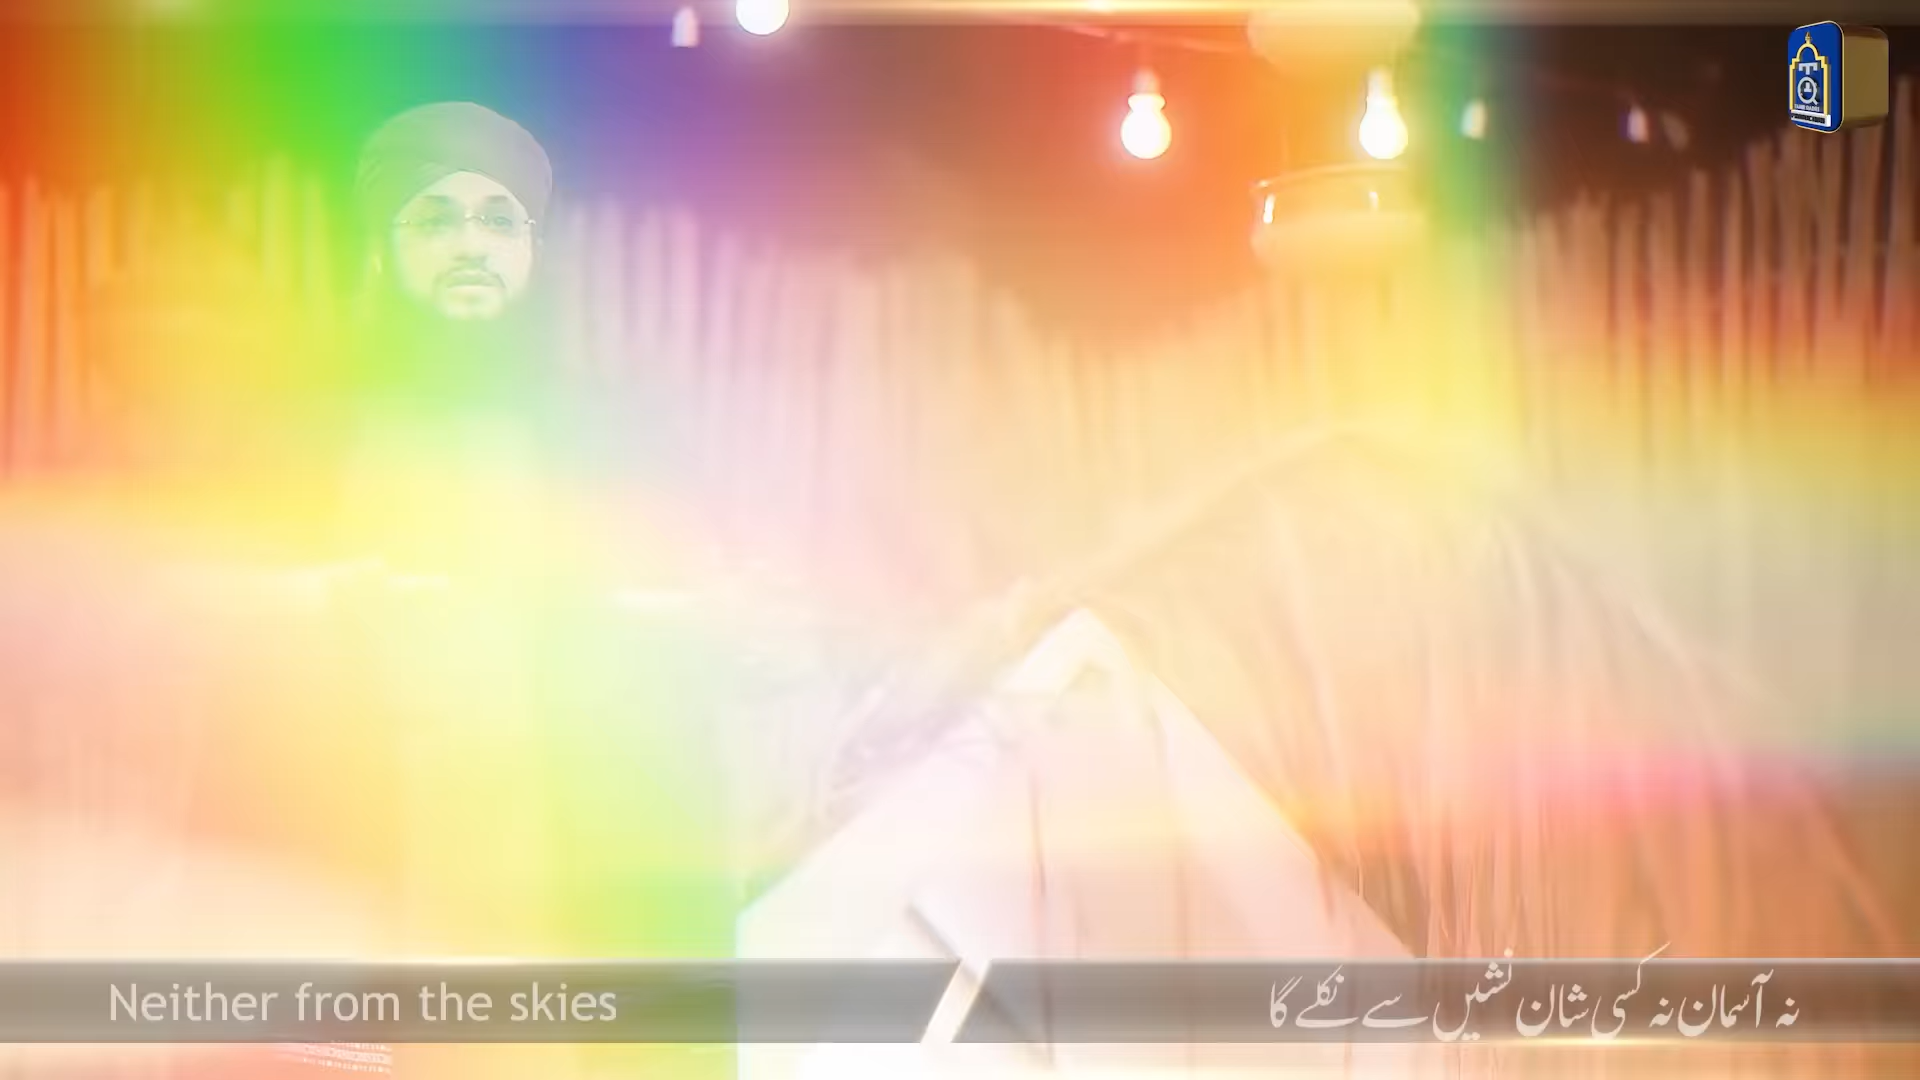 Neither from the skies
نہ آسمان نہ کسی شان نشیں سے نکلے گا